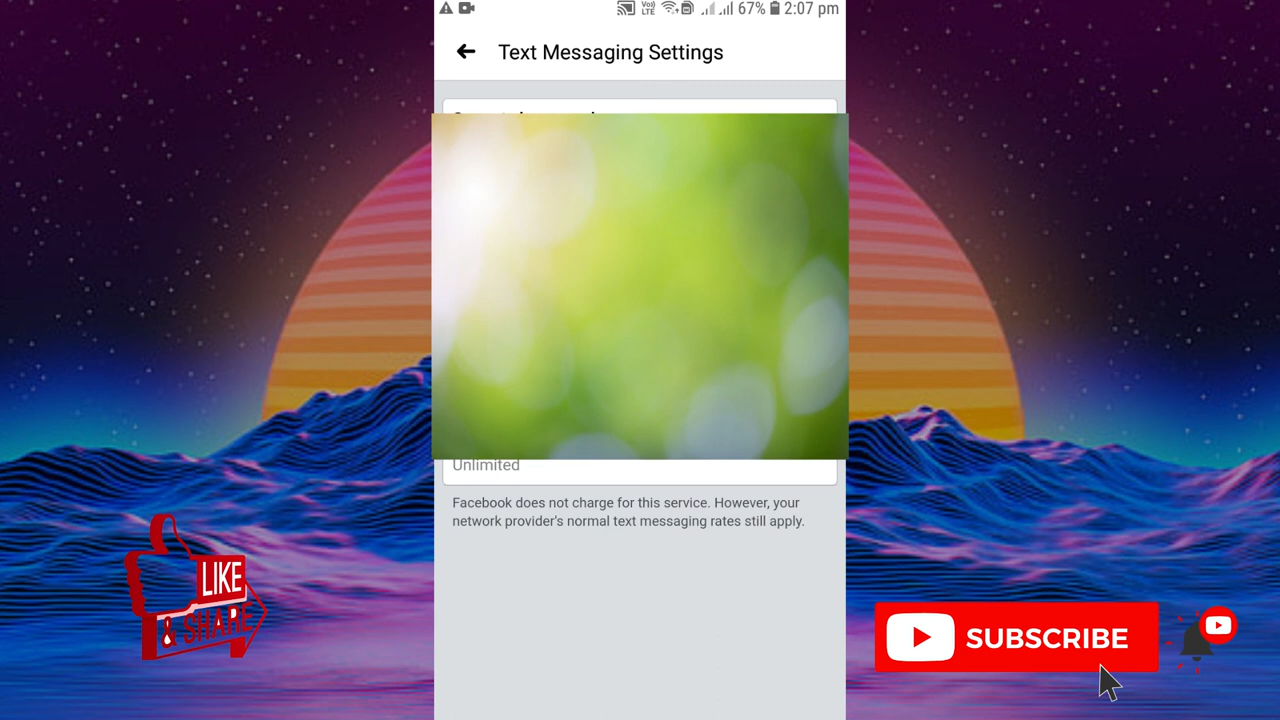 67% 2:07 pm
Text Messaging Settings
Unlimited
Facebook does not charge for this service. However, your
network provider's normal text messaging rates still apply.
LIKE
& SHARE
SUBSCRIBE